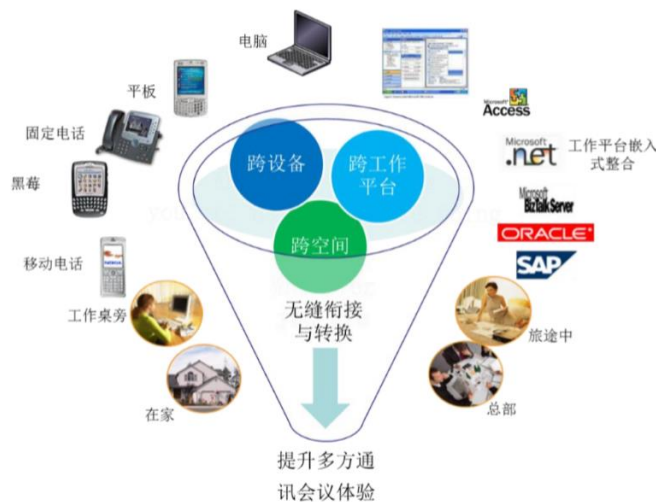 电脑
平板
固定电话
黑莓
移动电话
工作桌旁
在家
跨设备
跨工作
平台
跨空间
无缝衔接
与转换
提升多方通
讯会议体验
Microsoft
Access
Microsoft
.net
工作平台嵌入
式整合
Microsoft
BizTalk Server
ORACLE
SAP
旅途中
总部